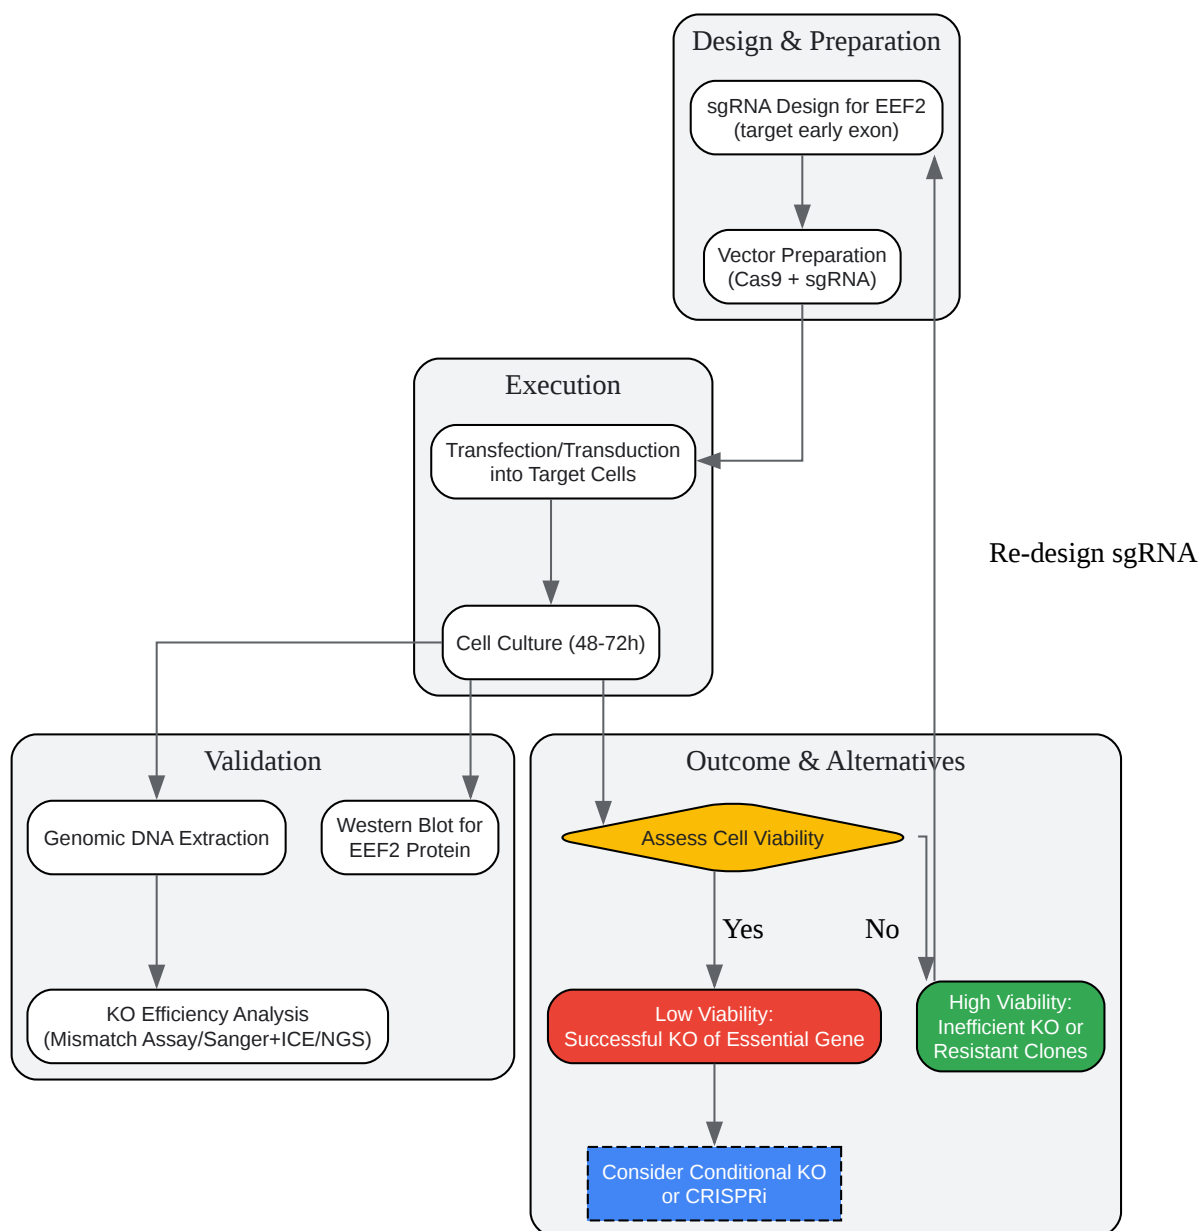 Design & Preparation
sgRNA Design for EEF2
(target early exon)
Vector Preparation
(Cas9 + sgRNA)
Execution
Transfection/Transduction
into Target Cells
Re-design sgRNA
Cell Culture (48-72h)
Validation
Genomic DNA Extraction
Western Blot for
EEF2 Protein
KO Efficiency Analysis
(Mismatch Assay/Sanger+ICE/NGS)
Outcome & Alternatives
Assess Cell Viability
Yes
No
Low Viability:
Successful KO of Essential Gene
High Viability:
Inefficient KO or
Resistant Clones
Consider Conditional KO
or CRISPRi